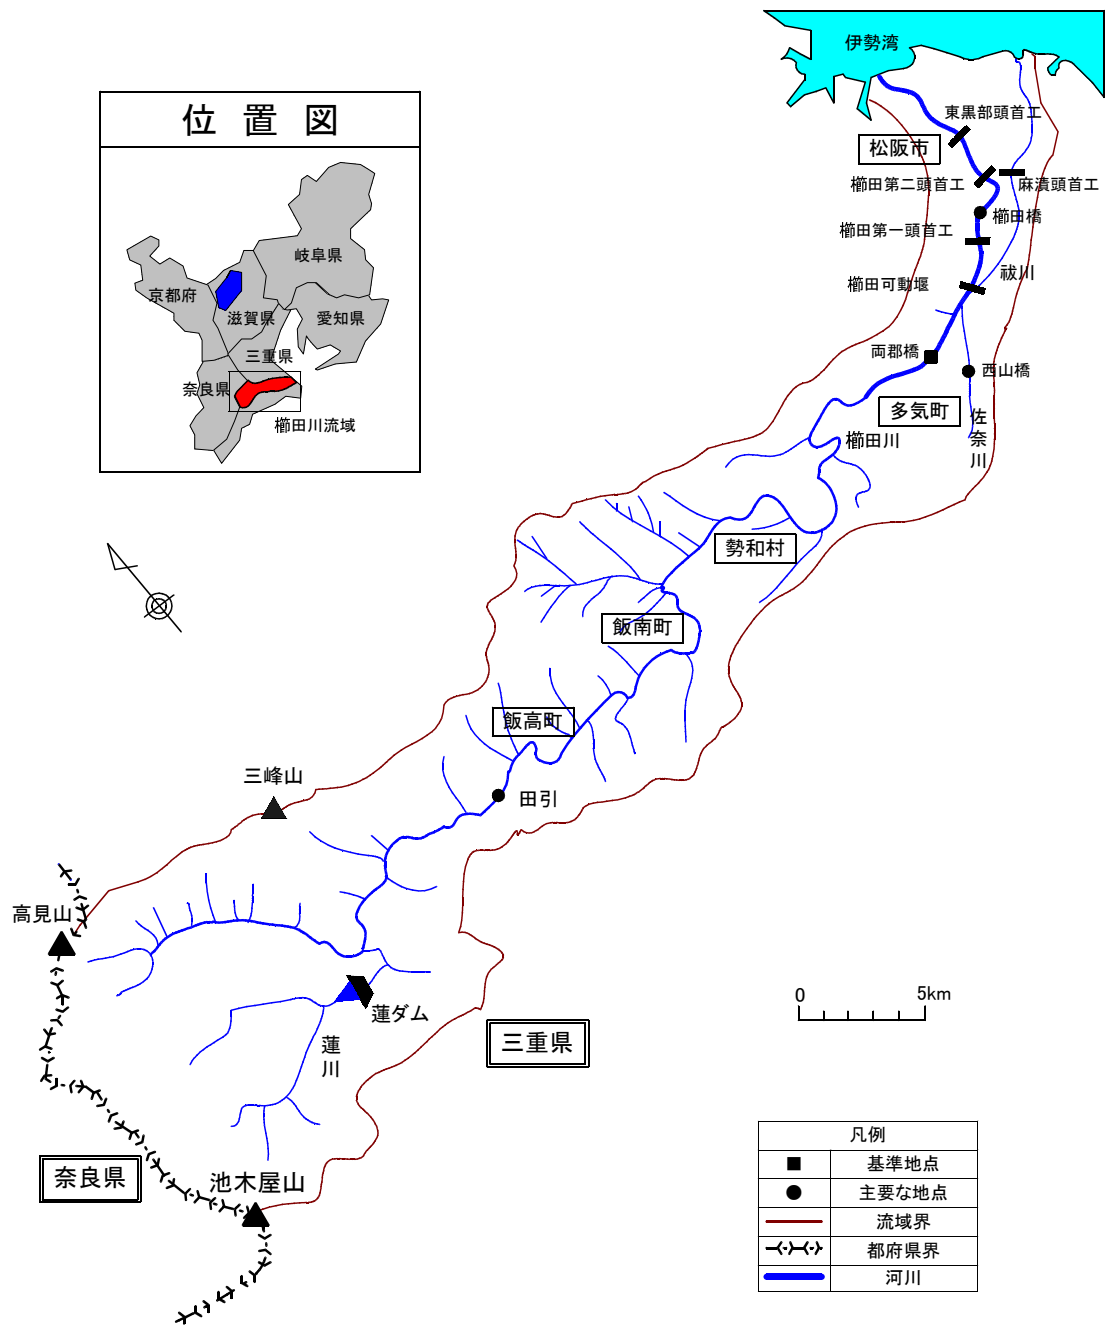 伊勢湾
位 置 図
東黒部頭首工
松阪市
櫛田第二頭首工
麻漬頭首工
櫛田橋
櫛田第一頭首工
祓川
櫛田可動堰
岐阜県
京都府
滋賀県
愛知県
三重県
奈良県
櫛田川流域
両郡橋
西山橋
多気町
佐奈川
櫛田川
勢和村
飯南町
飯高町
三峰山
田引
高見山
蓮ダム
蓮川
三重県
0 5km
奈良県
池木屋山
凡例
基準地点
主要な地点
流域界
都府県界
河川